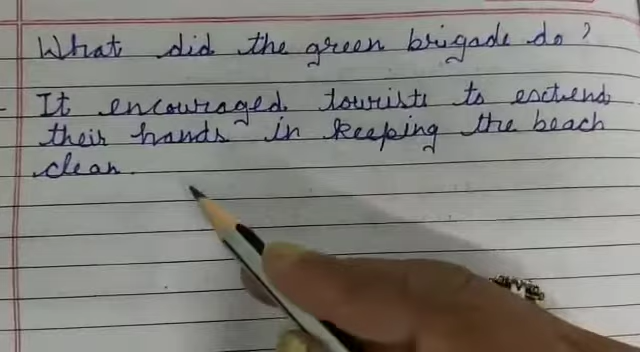 What did the green brigade do?
It encouraged tourists to extend
their hands in keeping the beach
clean.